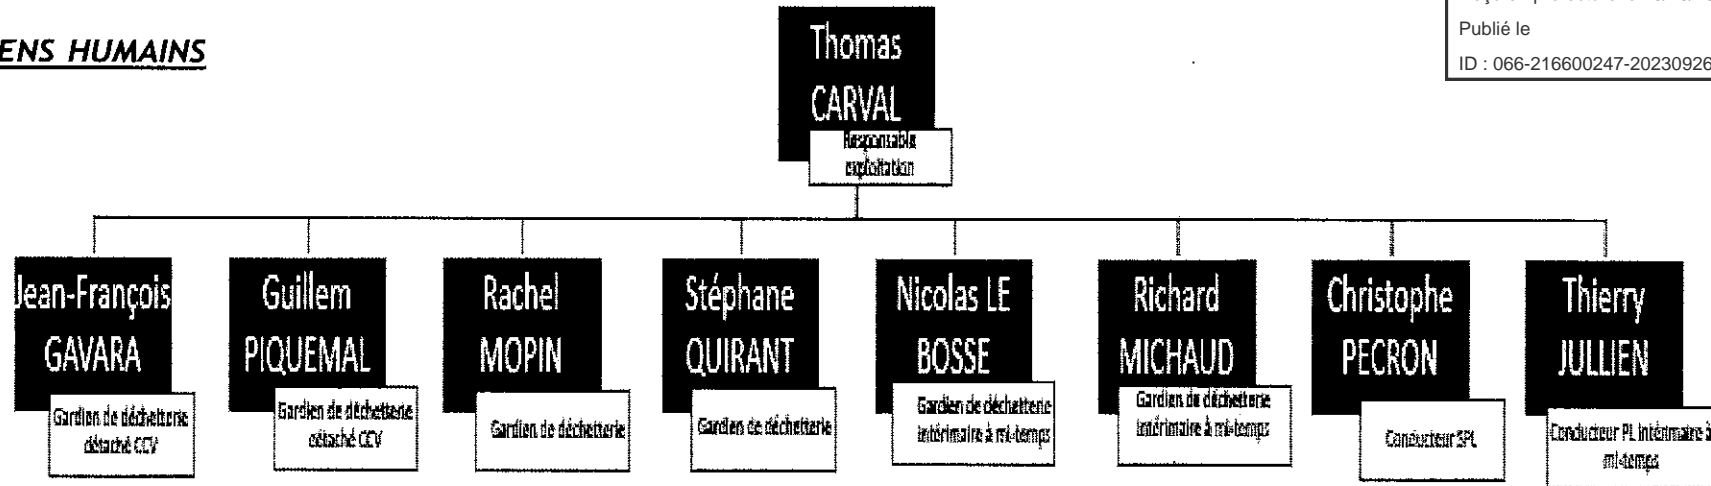 ENS HUMAINS
Publié le
ID : 066-216600247-20230926
Thomas
CARVAL
Responsable
exploitation
Jean-François
GAVARA
Gardien de déchetterie
détaché CCV
Guillem
PIQUEMAL
Gardien de déchetterie
détaché CCV
Rachel
MOPIN
Gardien de déchetterie
Stéphane
QUIRANT
Gardien de déchetterie
Nicolas LE
BOSSE
Gardien de déchetterie
intérimaire à mi-temps
Richard
MICHAUD
Gardien de déchetterie
intérimaire à mi-temps
Christophe
PECRON
Conducteur SPL
Thierry
JULLIEN
Conducteur PL intérimaire à
mi-temps